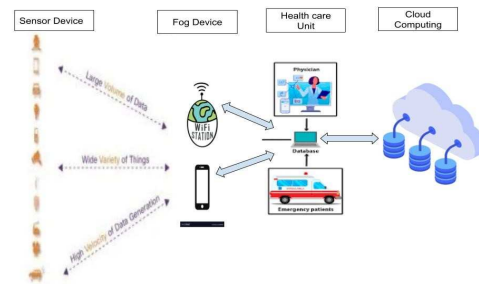 Sensor Device
Fog Device
Health care
Unit
Cloud
Computing
Large Volume of Data
Wide Variety of Things
High Velocity of Data Generation
WiFi
STATION
Physician
Database
Emergency patients